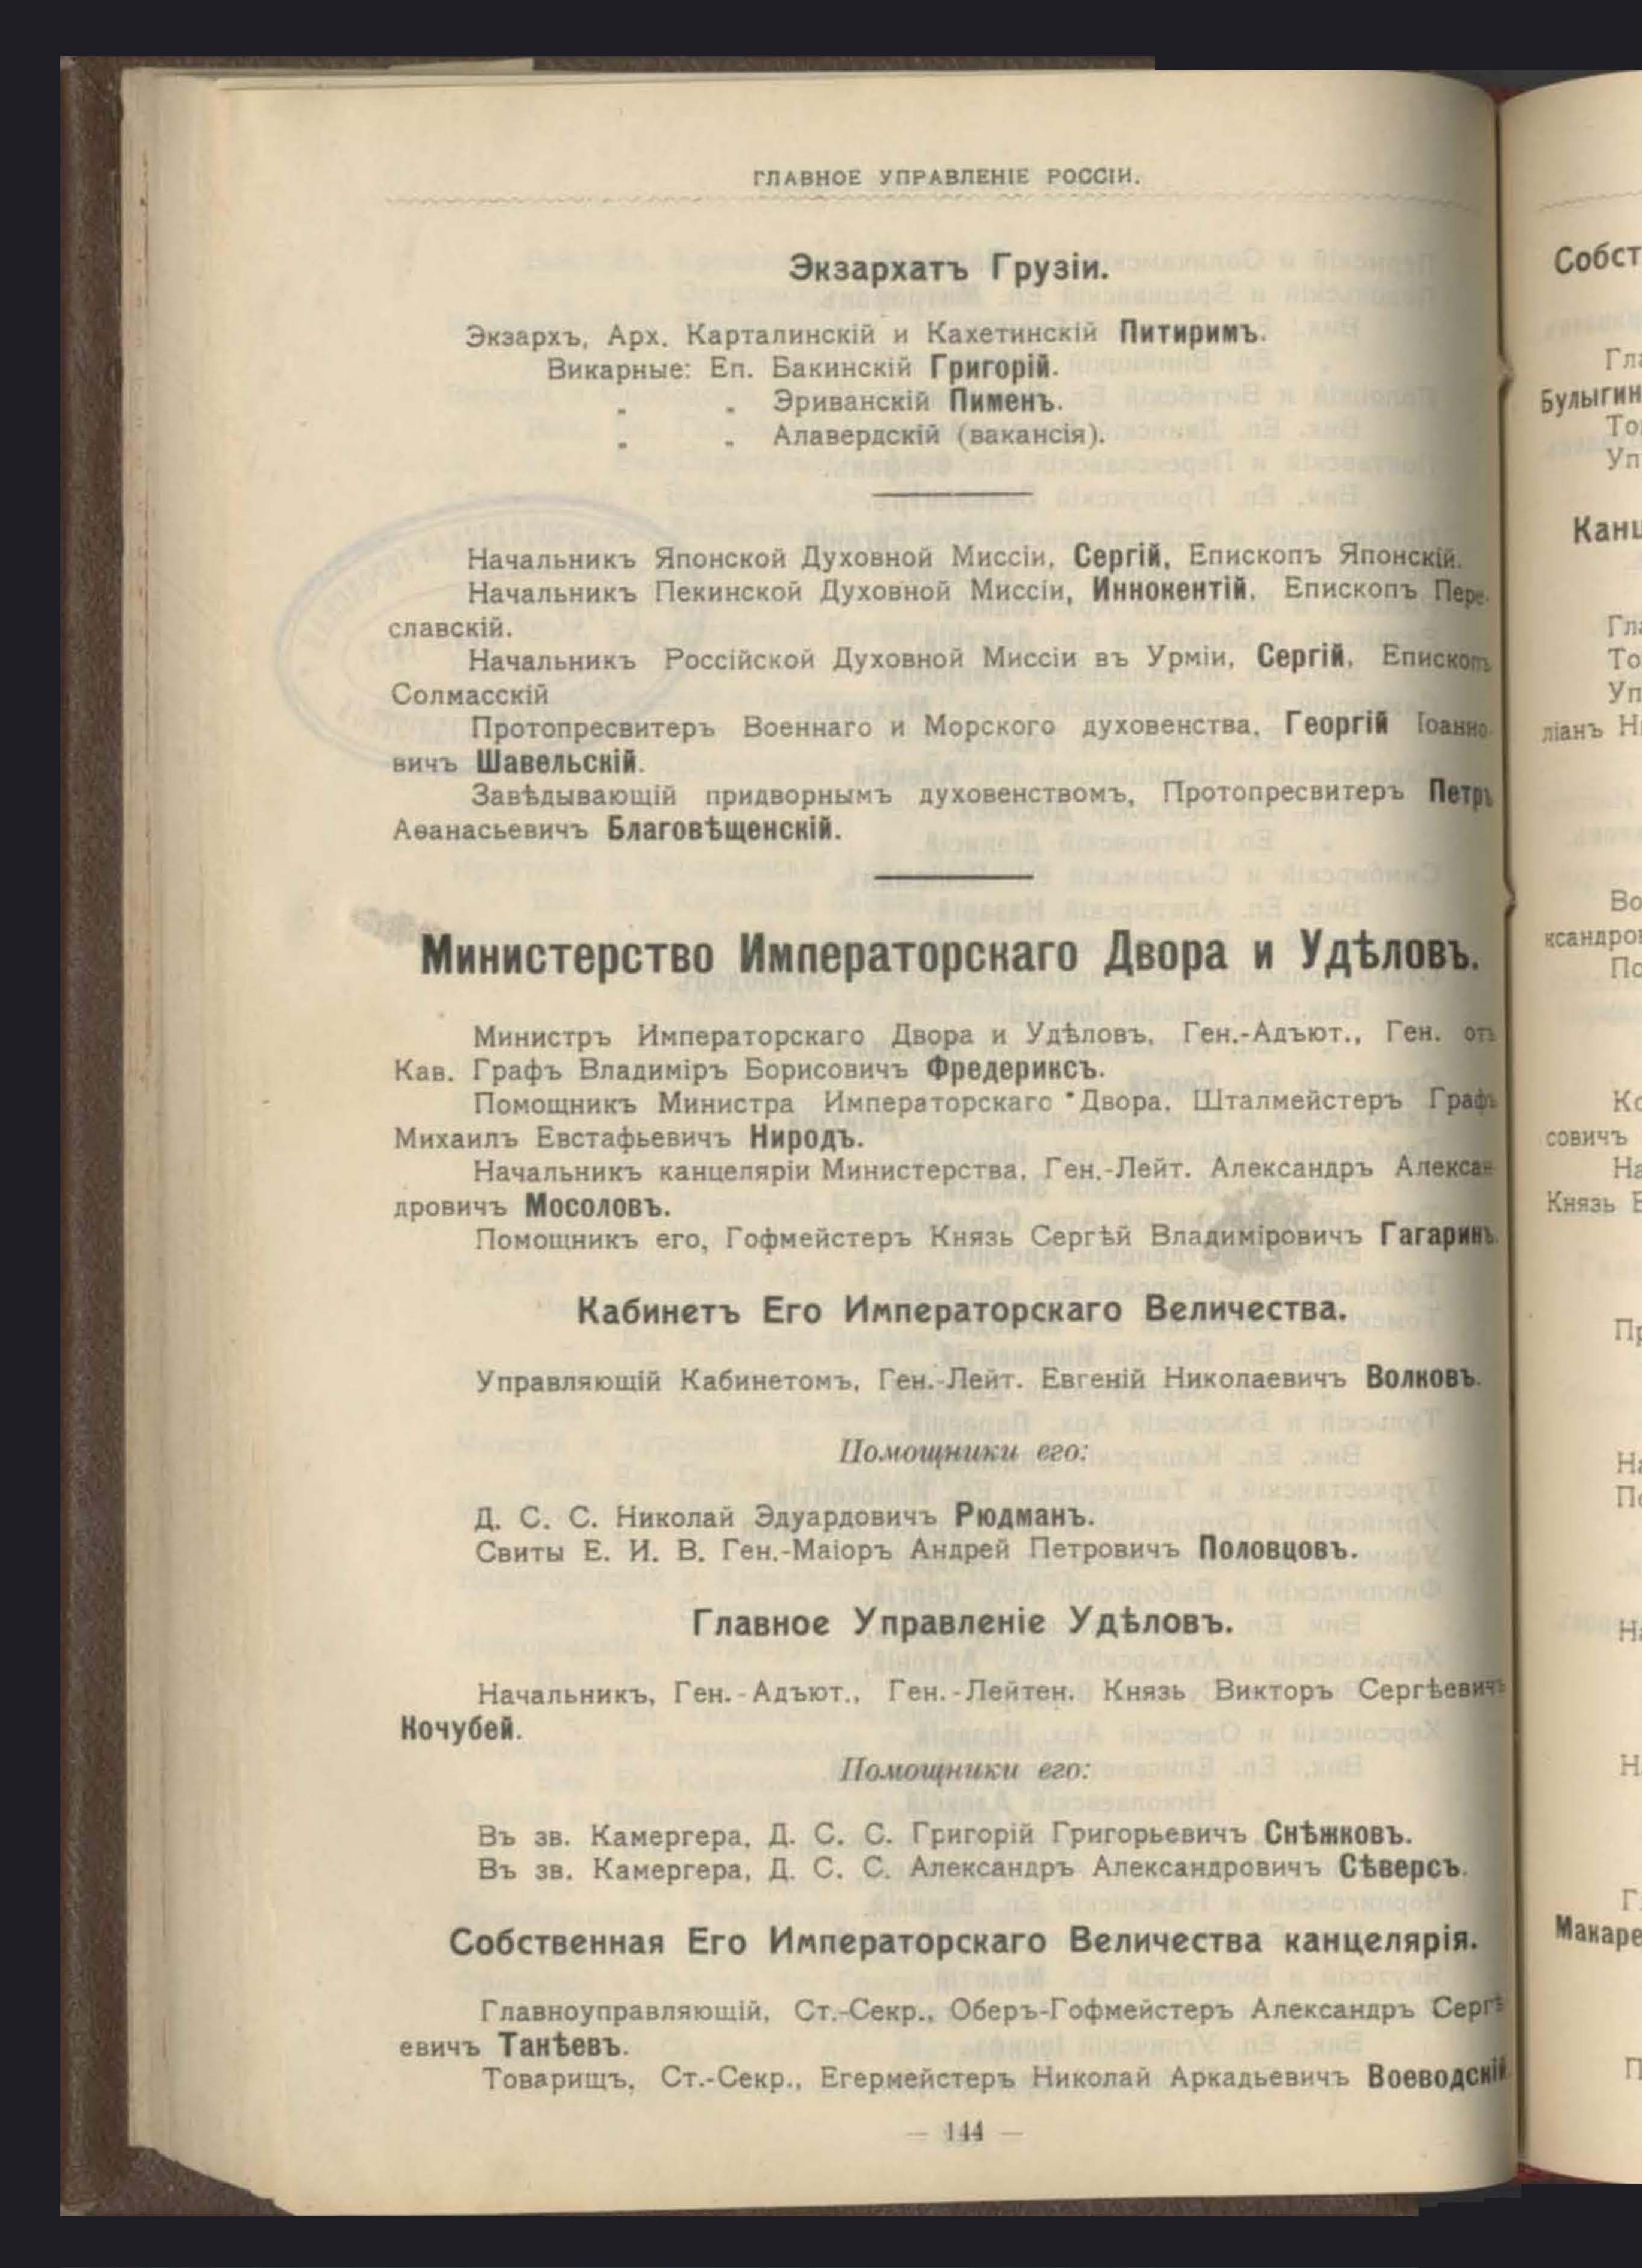 ГЛАВНОЕ УПРАВЛЕНІЕ РОССІИ.
Экзархатъ Грузіи.
Экзархъ, Арх. Карталинскій и Кахетинскій Питиримъ.
Викарные: Еп. Бакинскій Григорій.
„ „ Эриванскій Пименъ.
„ „ Алавердскій (вакансія).
Начальникъ Японской Духовной Миссіи, Сергій, Епископъ Японскій.
Начальникъ Пекинской Духовной Миссіи, Иннокентій, Епископъ Пере-
славскій.
Начальникъ Россійской Духовной Миссіи въ Урміи, Сергій, Епископъ
Солмасскій
Протопресвитеръ Военнаго и Морского духовенства, Георгій Іоанно-
вичъ Шавельскій.
Завѣдывающій придворнымъ духовенствомъ, Протопресвитеръ Петръ
Аѳанасьевичъ Благовѣщенскій.
Министерство Императорскаго Двора и Удѣловъ.
Министръ Императорскаго Двора и Удѣловъ, Ген.-Адъют., Ген. отъ
Кав. Графъ Владиміръ Борисовичъ Фредериксъ.
Помощникъ Министра Императорскаго Двора, Шталмейстеръ Графъ
Михаилъ Евстафьевичъ Ниродъ.
Начальникъ канцеляріи Министерства, Ген.-Лейт. Александръ Алексан-
дровичъ Мосоловъ.
Помощникъ его, Гофмейстеръ Князь Сергѣй Владиміровичъ Гагаринъ.
Кабинетъ Его Императорскаго Величества.
Управляющій Кабинетомъ, Ген.-Лейт. Евгеній Николаевичъ Волковъ.
Помощники его:
Д. С. С. Николай Эдуардовичъ Рюдманъ.
Свиты Е. И. В. Ген.-Маіоръ Андрей Петровичъ Половцовъ.
Главное Управленіе Удѣловъ.
Начальникъ, Ген.-Адъют., Ген.-Лейтен. Князь Викторъ Сергѣевичъ
Кочубей.
Помощники его:
Въ зв. Камергера, Д. С. С. Григорій Григорьевичъ Снѣжковъ.
Въ зв. Камергера, Д. С. С. Александръ Александровичъ Сѣверсъ.
Собственная Его Императорскаго Величества канцелярія.
Главноуправляющій, Ст.-Секр., Оберъ-Гофмейстеръ Александръ Сергѣ-
евичъ Танѣевъ.
Товарищъ, Ст.-Секр., Егермейстеръ Николай Аркадьевичъ Воеводскій.
— 144 —